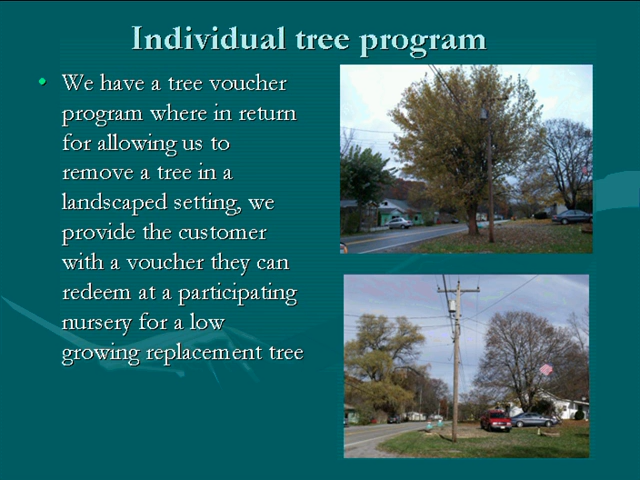 Individual tree program
• We have a tree voucher
program where in return
for allowing us to
remove a tree in a
landscaped setting, we
provide the customer
with a voucher they can
redeem at a participating
nursery for a low
growing replacement tree